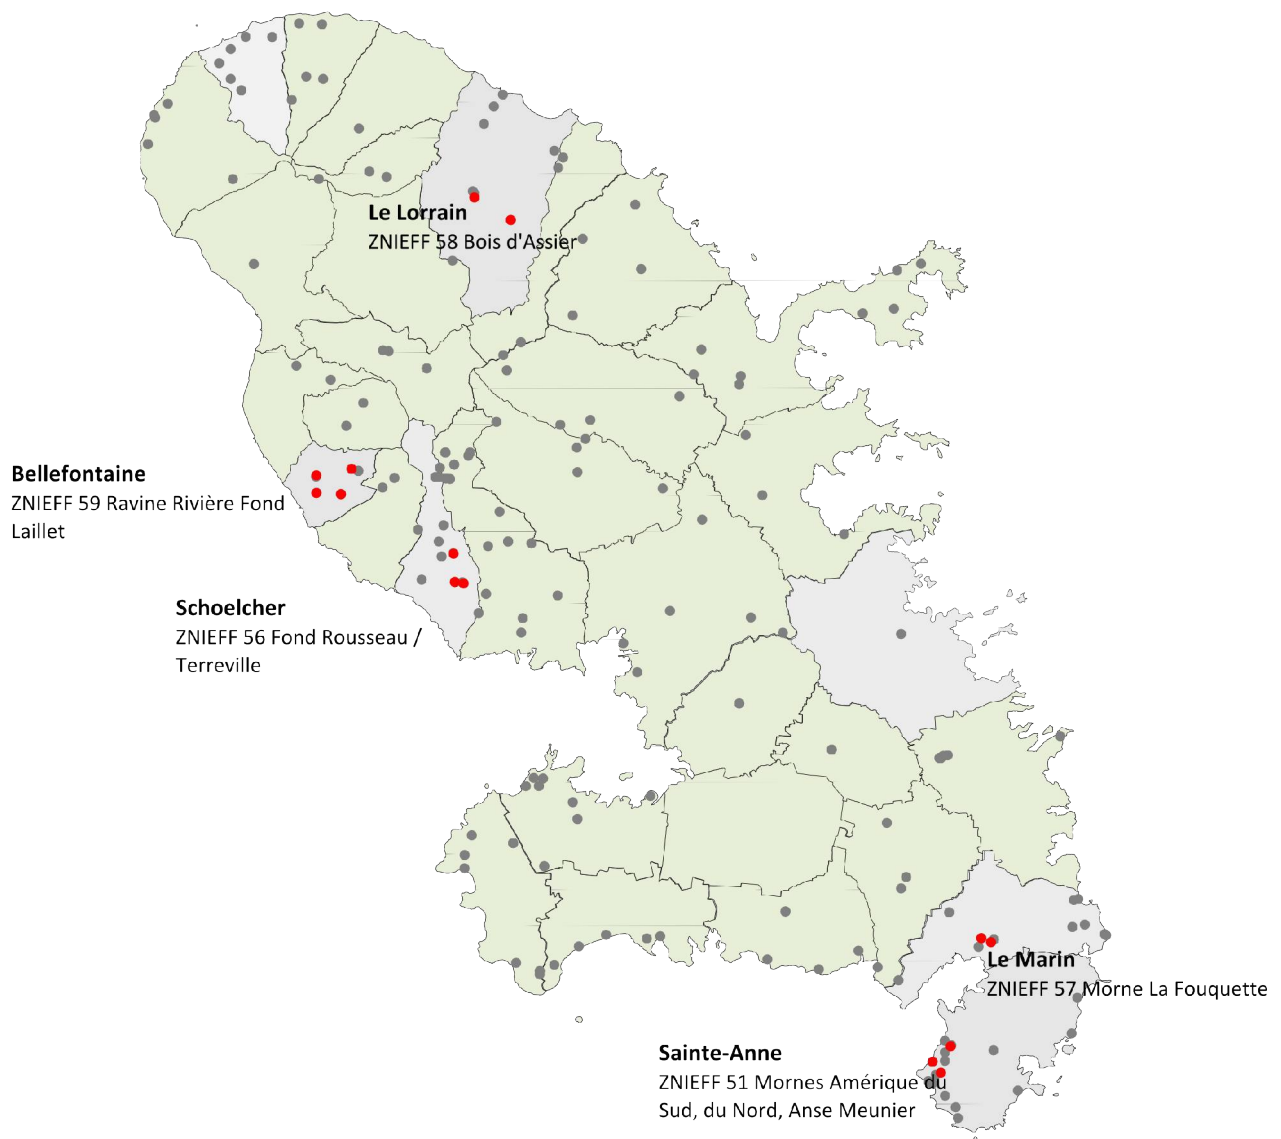 Le Lorrain
ZNIEFF 58 Bois d'Assier
Bellefontaine
ZNIEFF 59 Ravine Rivière Fond
Laillet
Schoelcher
ZNIEFF 56 Fond Rousseau /
Terreville
Le Marin
ZNIEFF 57 Morne La Fouquette
Sainte-Anne
ZNIEFF 51 Mornes Amérique du
Sud, du Nord, Anse Meunier